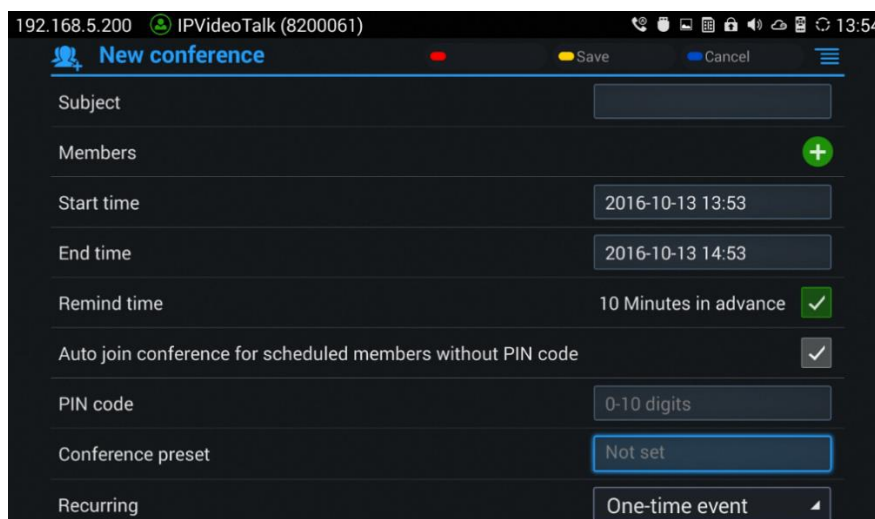 192.168.5.200 IPVideoTalk (8200061) 13:54
New conference Save Cancel
Subject
Members
Start time 2016-10-13 13:53
End time 2016-10-13 14:53
Remind time 10 Minutes in advance
Auto join conference for scheduled members without PIN code
PIN code 0-10 digits
Conference preset Not set
Recurring One-time event